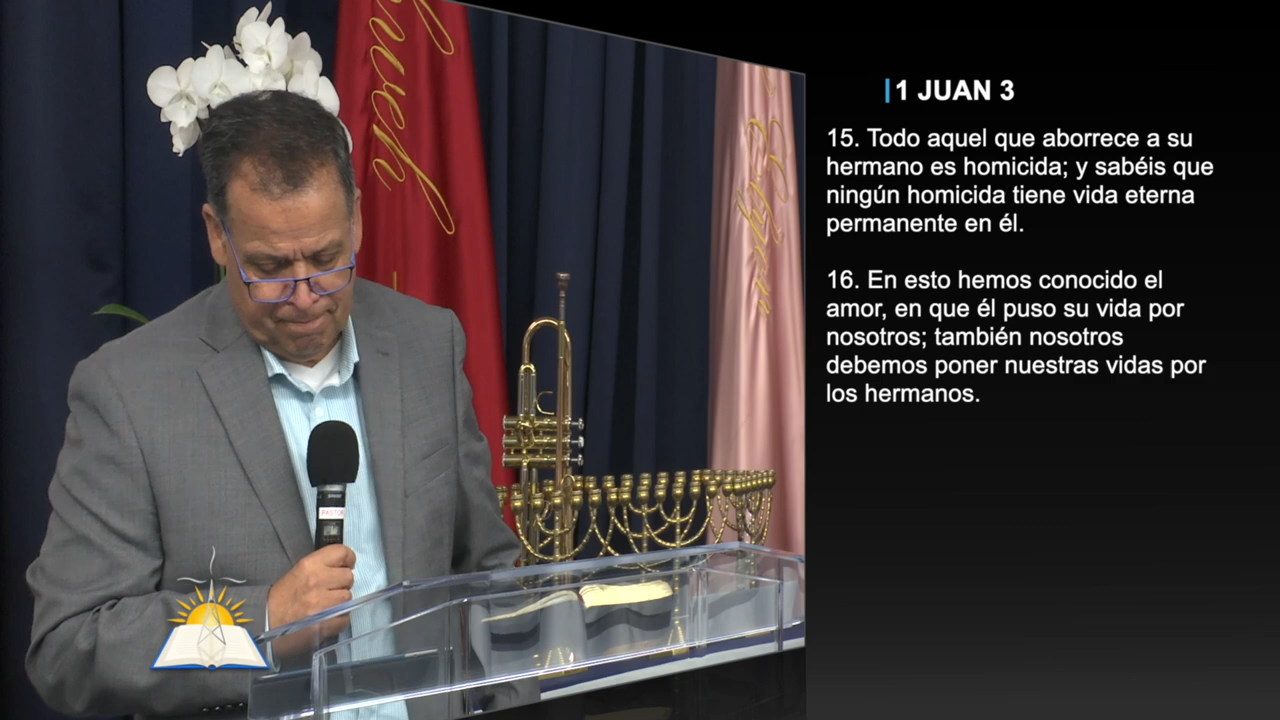 1 JUAN 3
15. Todo aquel que aborrece a su
hermano es homicida; y sabéis que
ningún homicida tiene vida eterna
permanente en él.
16. En esto hemos conocido el
amor, en que él puso su vida por
nosotros; también nosotros
debemos poner nuestras vidas por
los hermanos.
PASTOR